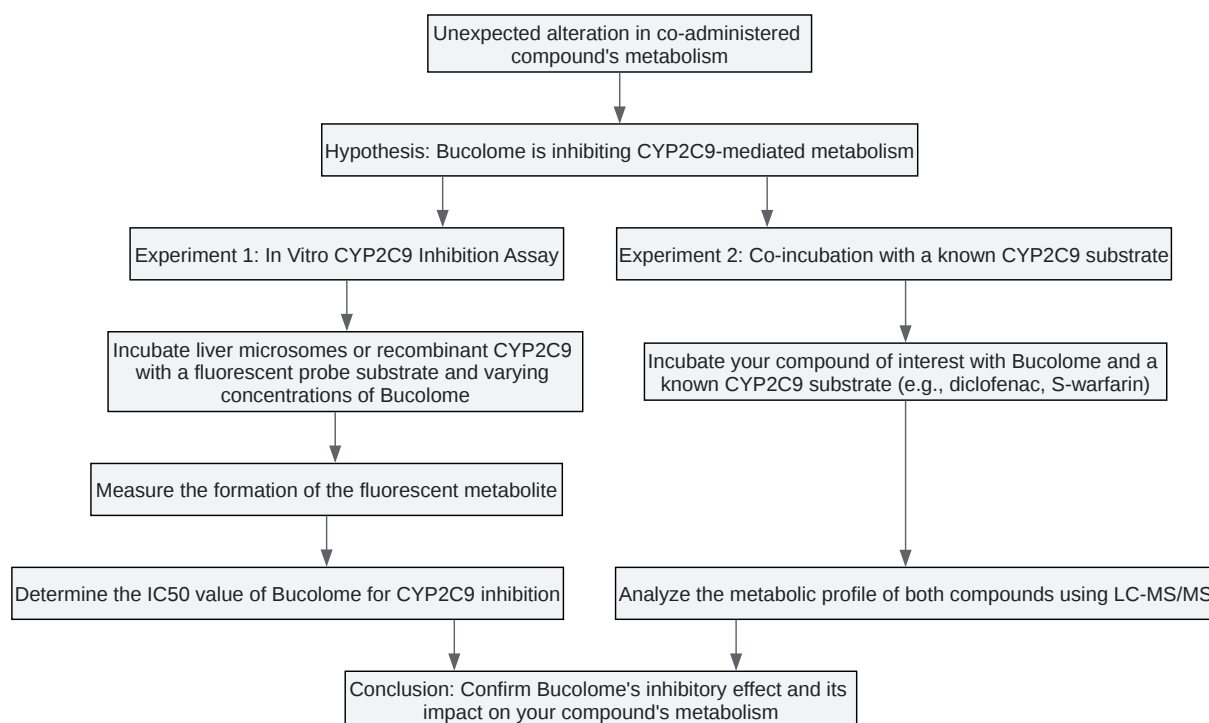 Unexpected alteration in co-administered
compound's metabolism
Hypothesis: Bucolome is inhibiting CYP2C9-mediated metabolism
Experiment 1: In Vitro CYP2C9 Inhibition Assay
Experiment 2: Co-incubation with a known CYP2C9 substrate
Incubate liver microsomes or recombinant CYP2C9
with a fluorescent probe substrate and varying
concentrations of Bucolome
Incubate your compound of interest with Bucolome and a
known CYP2C9 substrate (e.g., diclofenac, S-warfarin)
Measure the formation of the fluorescent metabolite
Determine the IC50 value of Bucolome for CYP2C9 inhibition
Analyze the metabolic profile of both compounds using LC-MS/MS
Conclusion: Confirm Bucolome's inhibitory effect and its
impact on your compound's metabolism